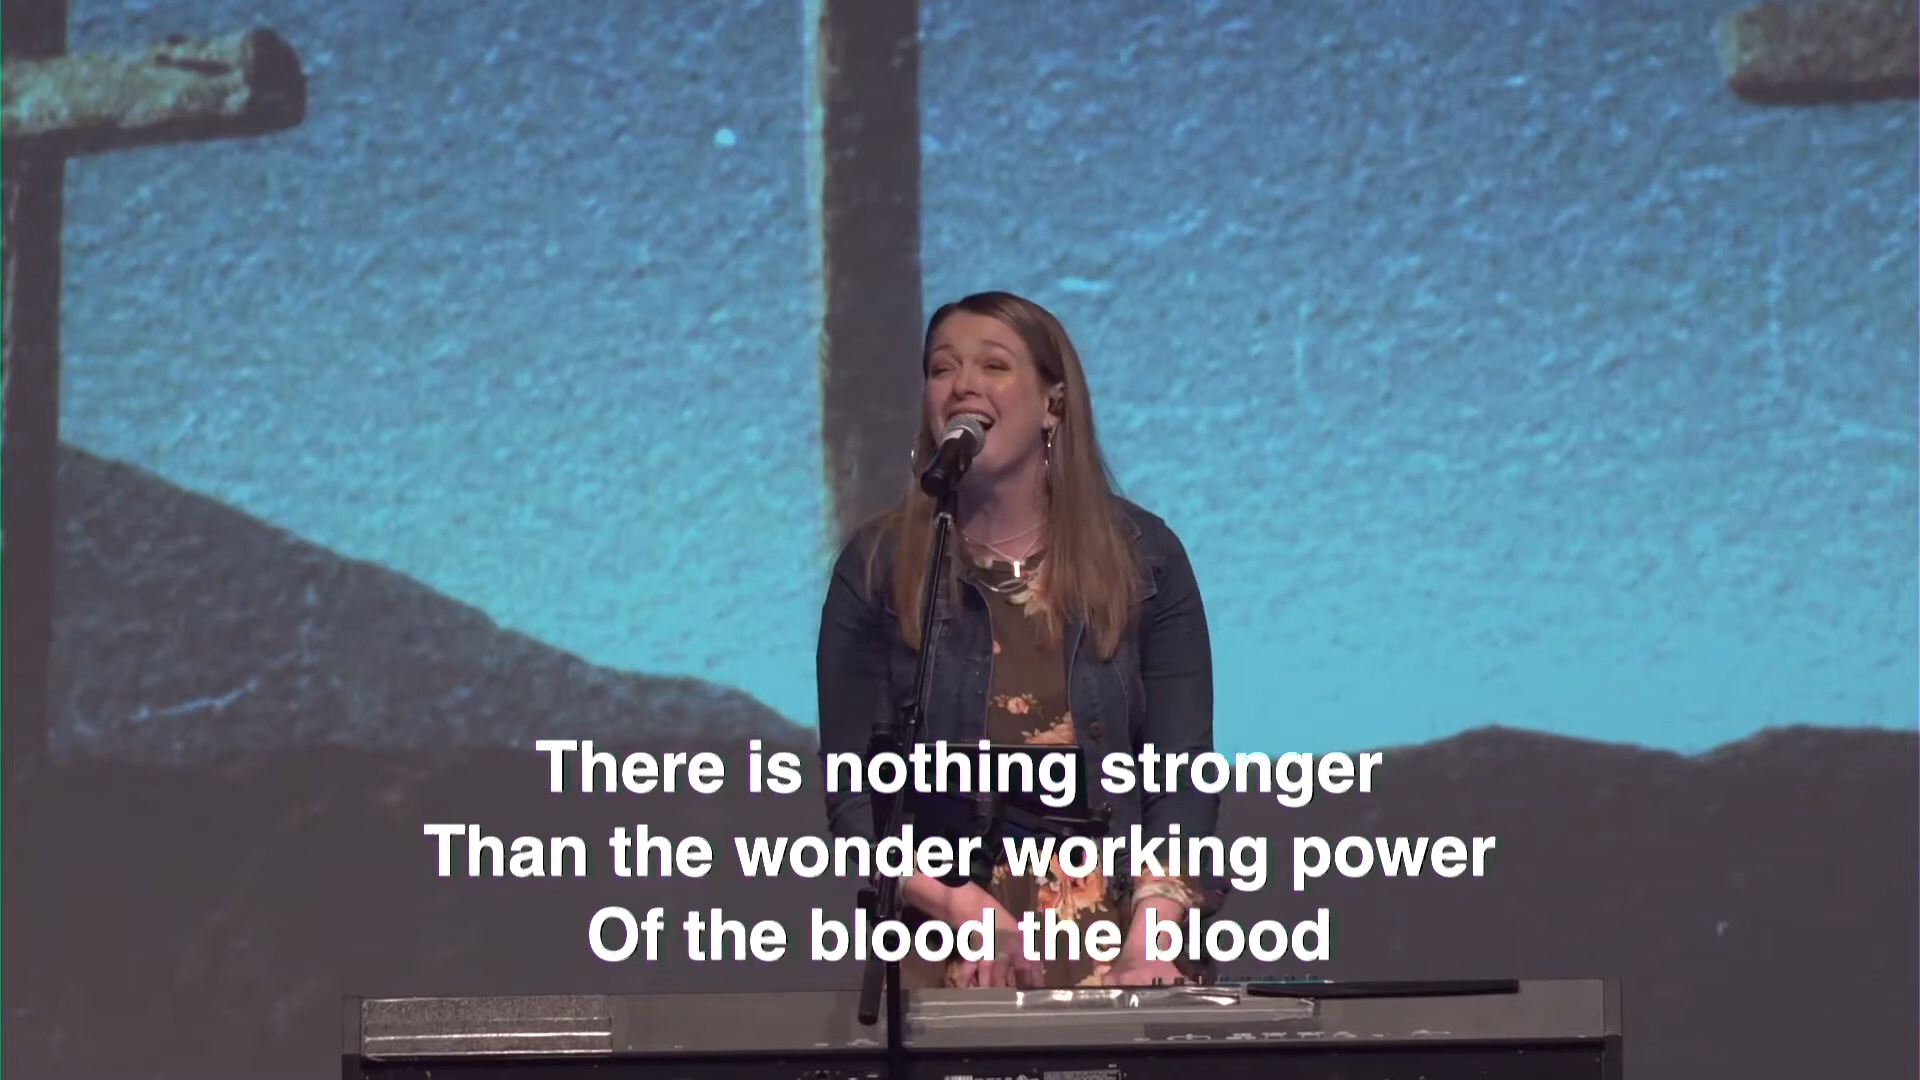 There is nothing stronger
Than the wonder working power
Of the blood the blood